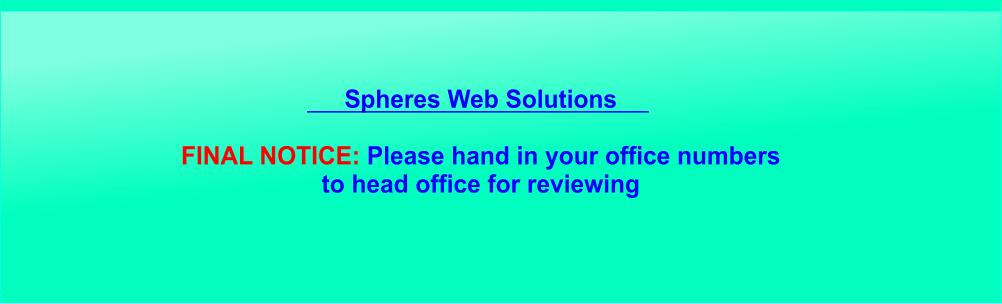 Spheres Web Solutions
FINAL NOTICE: Please hand in your office numbers
to head office for reviewing